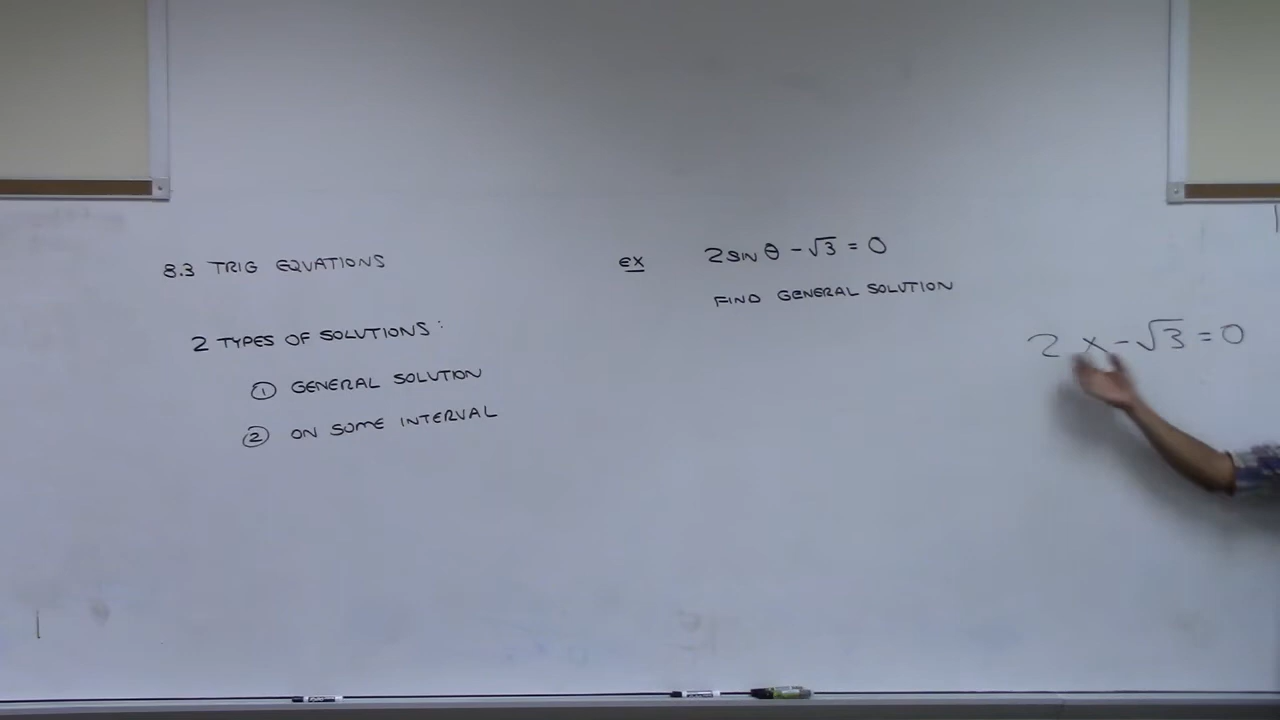 8.3 TRIG EQUATIONS
2 TYPES OF SOLUTIONS:
① GENERAL SOLUTION
② ON SOME INTERVAL
ex 2 SIN θ - √3 = 0
FIND GENERAL SOLUTION
2 x - √3 = 0